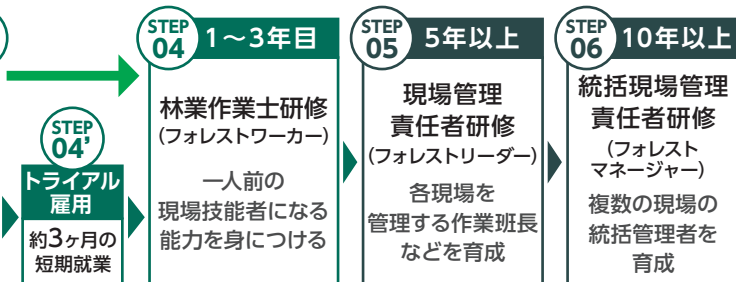 STEP
04'
トライアル
雇用
約3ヶ月の
短期就業
STEP
04
1～3年目
林業作業士研修
(フォレストワーカー)
一人前の
現場技能者になる
能力を身につける
STEP
05
5年以上
現場管理
責任者研修
(フォレストリーダー)
各現場を
管理する作業班長
などを育成
STEP
06
10年以上
統括現場管理
責任者研修
(フォレスト
マネージャー)
複数の現場の
統括管理者を
育成